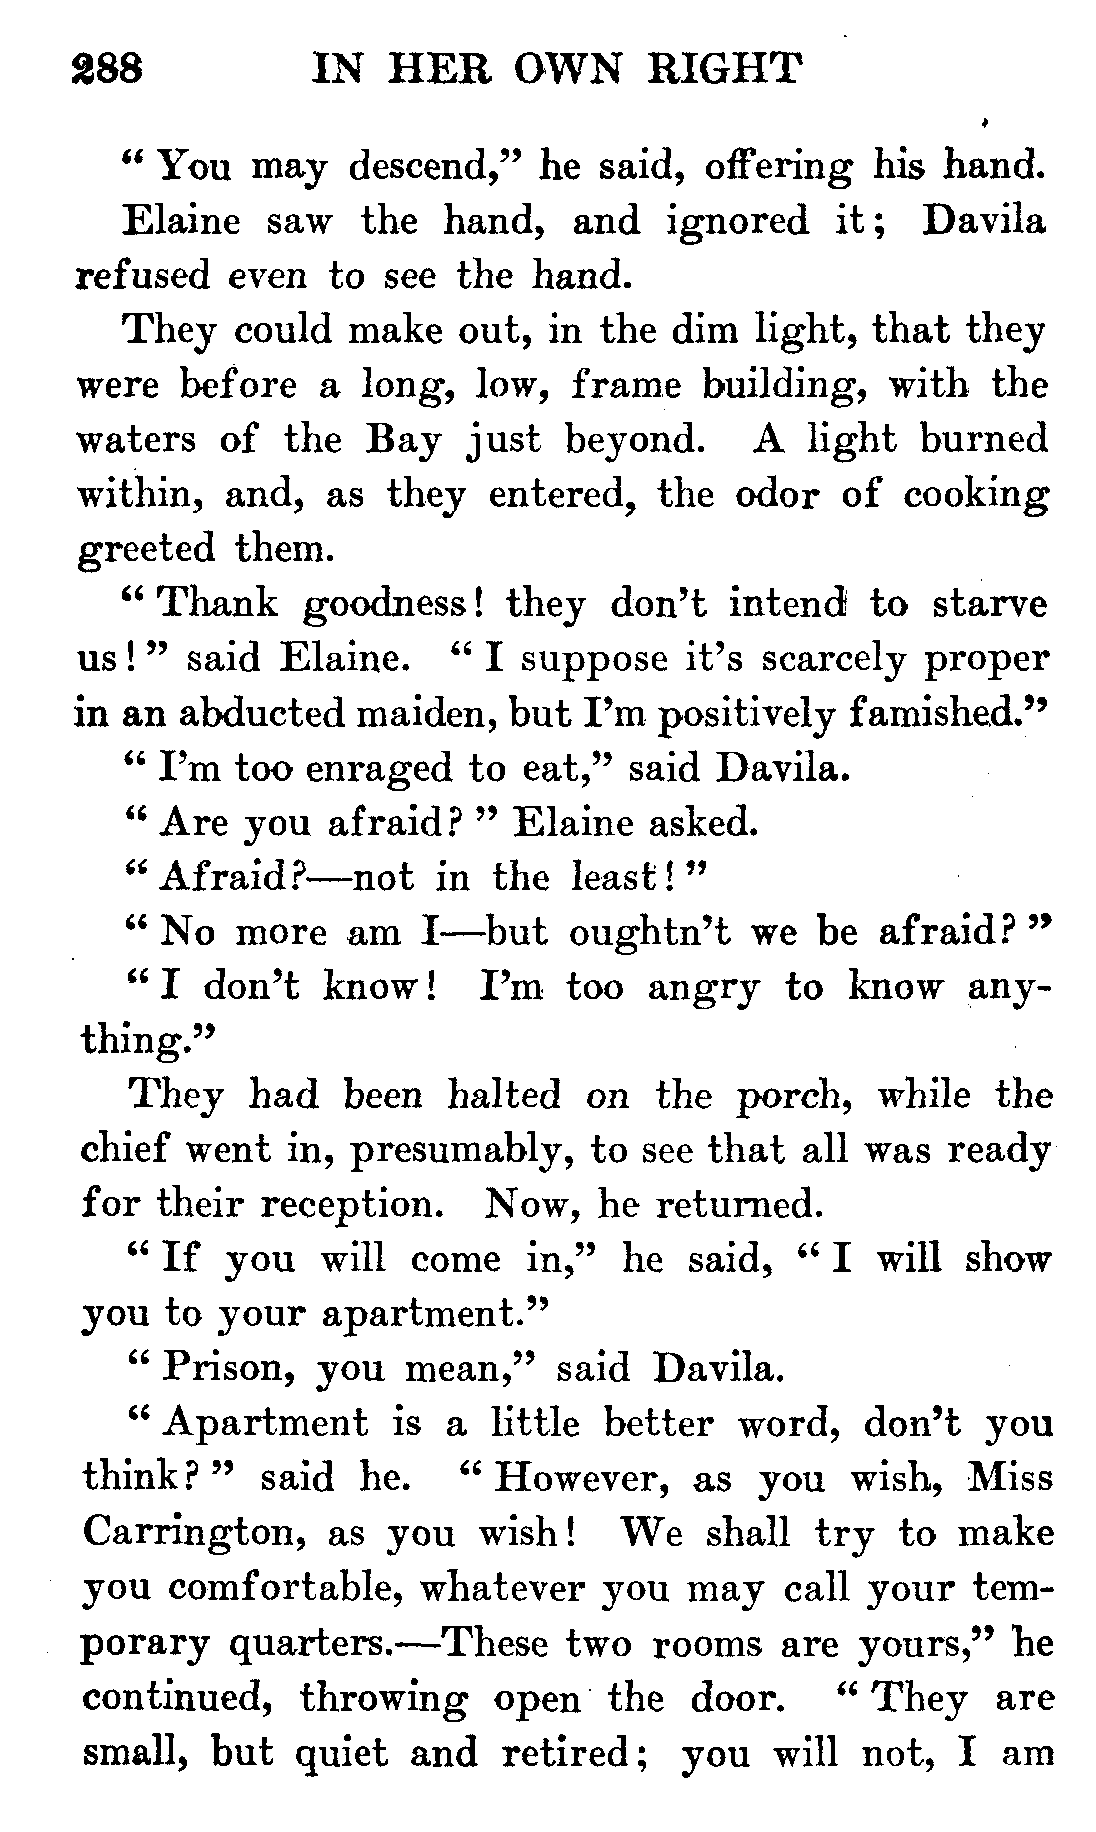 288 IN HER OWN RIGHT
“ You may descend,” he said, offering his hand.
Elaine saw the hand, and ignored it; Davila
refused even to see the hand.
They could make out, in the dim light, that they
were before a long, low, frame building, with the
waters of the Bay just beyond. A light burned
within, and, as they entered, the odor of cooking
greeted them.
“ Thank goodness! they don’t intend to starve
us! ” said Elaine. “ I suppose it’s scarcely proper
in an abducted maiden, but I’m positively famished.”
“ I’m too enraged to eat,” said Davila.
“ Are you afraid? ” Elaine asked.
“ Afraid?—not in the least! ”
“ No more am I—but oughtn’t we be afraid? ”
“ I don’t know! I’m too angry to know any-
thing.”
They had been halted on the porch, while the
chief went in, presumably, to see that all was ready
for their reception. Now, he returned.
“ If you will come in,” he said, “ I will show
you to your apartment.”
“ Prison, you mean,” said Davila.
“ Apartment is a little better word, don’t you
think? ” said he. “ However, as you wish, Miss
Carrington, as you wish! We shall try to make
you comfortable, whatever you may call your tem-
porary quarters.—These two rooms are yours,” he
continued, throwing open the door. “ They are
small, but quiet and retired; you will not, I am